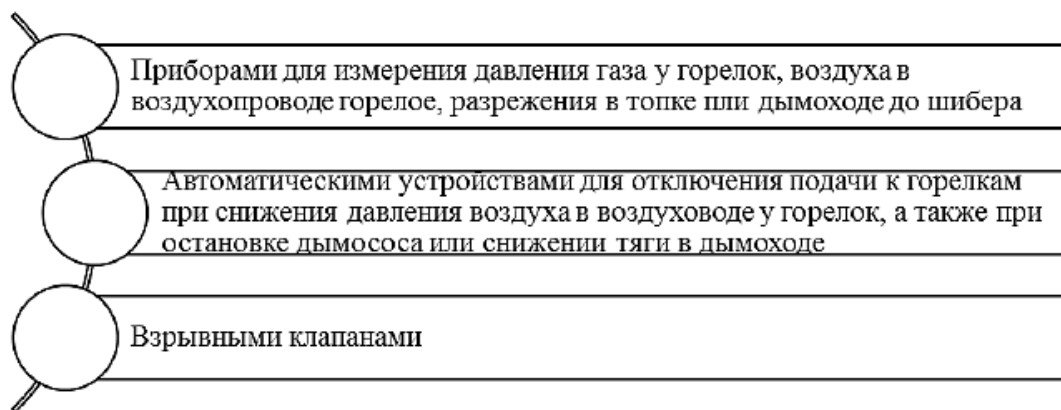 Приборами для измерения давления газа у горелок, воздуха в
воздухопроводе горелое, разрежения в топке пли дымоходе до шибера
Автоматическими устройствами для отключения подачи к горелкам
при снижения давления воздуха в воздуховоде у горелок, а также при
остановке дымососа или снижении тяги в дымоходе
Взрывными клапанами